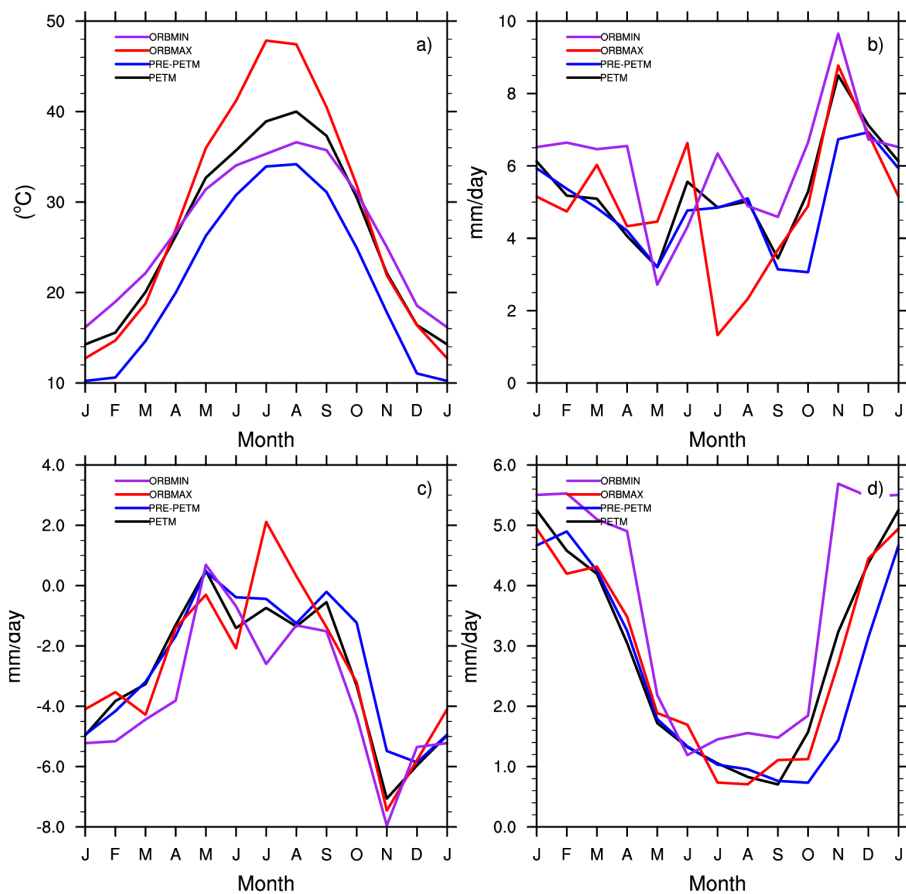 50
40
30
20
10
(°C)
ORBMIN
ORBMAX
PRE-PETM
PETM
a)
J F M A M J J A S O N D J
Month
10
8
6
4
2
0
mm/day
ORBMIN
ORBMAX
PRE-PETM
PETM
b)
J F M A M J J A S O N D J
Month
4.0
2.0
0.0
-2.0
-4.0
-6.0
-8.0
mm/day
ORBMIN
ORBMAX
PRE-PETM
PETM
c)
J F M A M J J A S O N D J
Month
6.0
5.0
4.0
3.0
2.0
1.0
0.0
mm/day
ORBMIN
ORBMAX
PRE-PETM
PETM
d)
J F M A M J J A S O N D J
Month